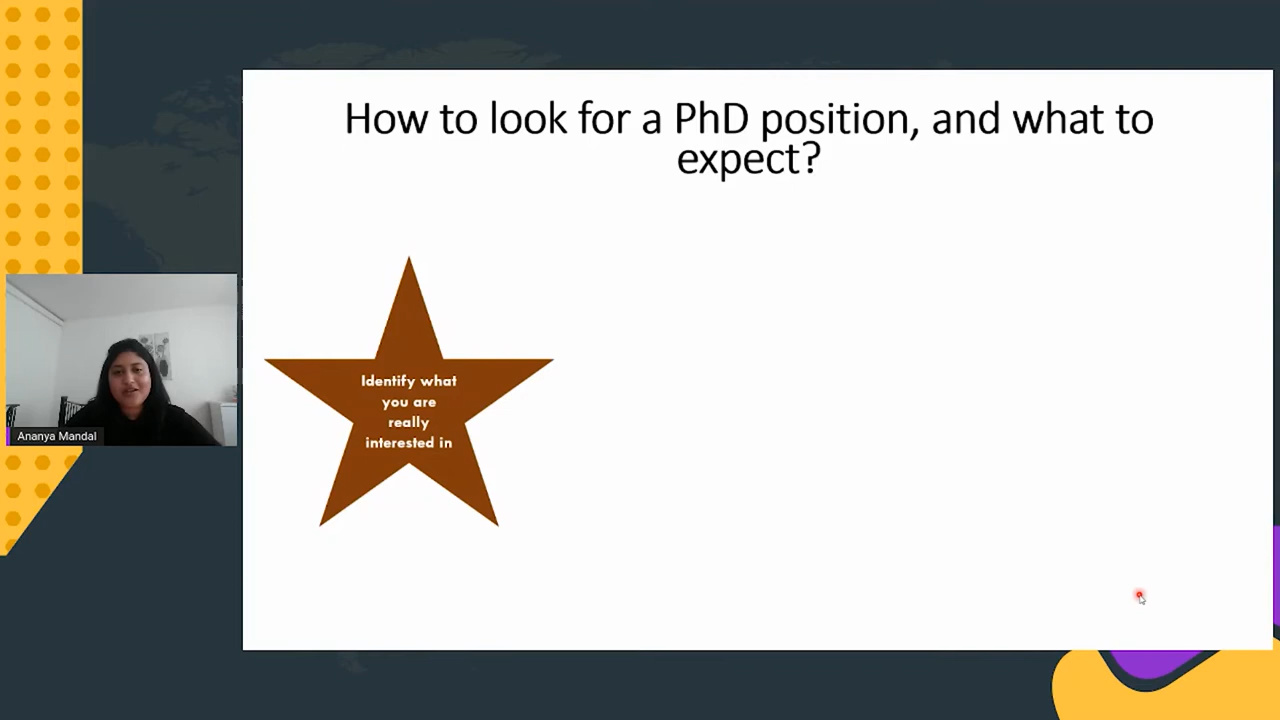 How to look for a PhD position, and what to
expect?
Identify what
you are
really
interested in
Ananya Mandal